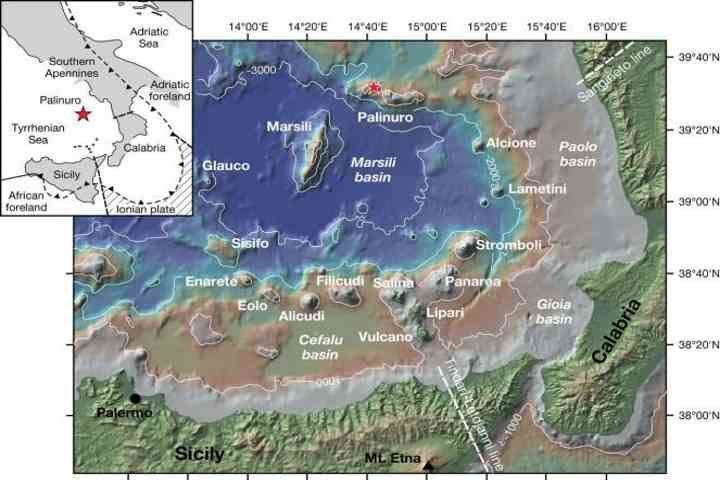 14°00'E 14°20'E 14°40'E 15°00'E 15°20'E 15°40'E 16°00'E
Adriatic
Sea
Southern
Apennines
Adriatic
foreland
Palinuro
Tyrrhenian
Sea
Calabria
Sicily
African
foreland
Ionian plate
-3000
Sangineto line
39°40'N
Palinuro
Marsili
39°20'N
Alcione
Paolo
basin
Marsili
basin
Glauco
2000
Lametini
39°00'N
Sisifo
Stromboli
38°40'N
Enarete
Filicudi
Salina
Panarea
Eolo
Alicudi
Lipari
Gioia
basin
Vulcano
Cefalu
basin
Calabria
38°20'N
Tindari-Letojanni line
Palermo
38°00'N
-1000
Sicily
Mt. Etna